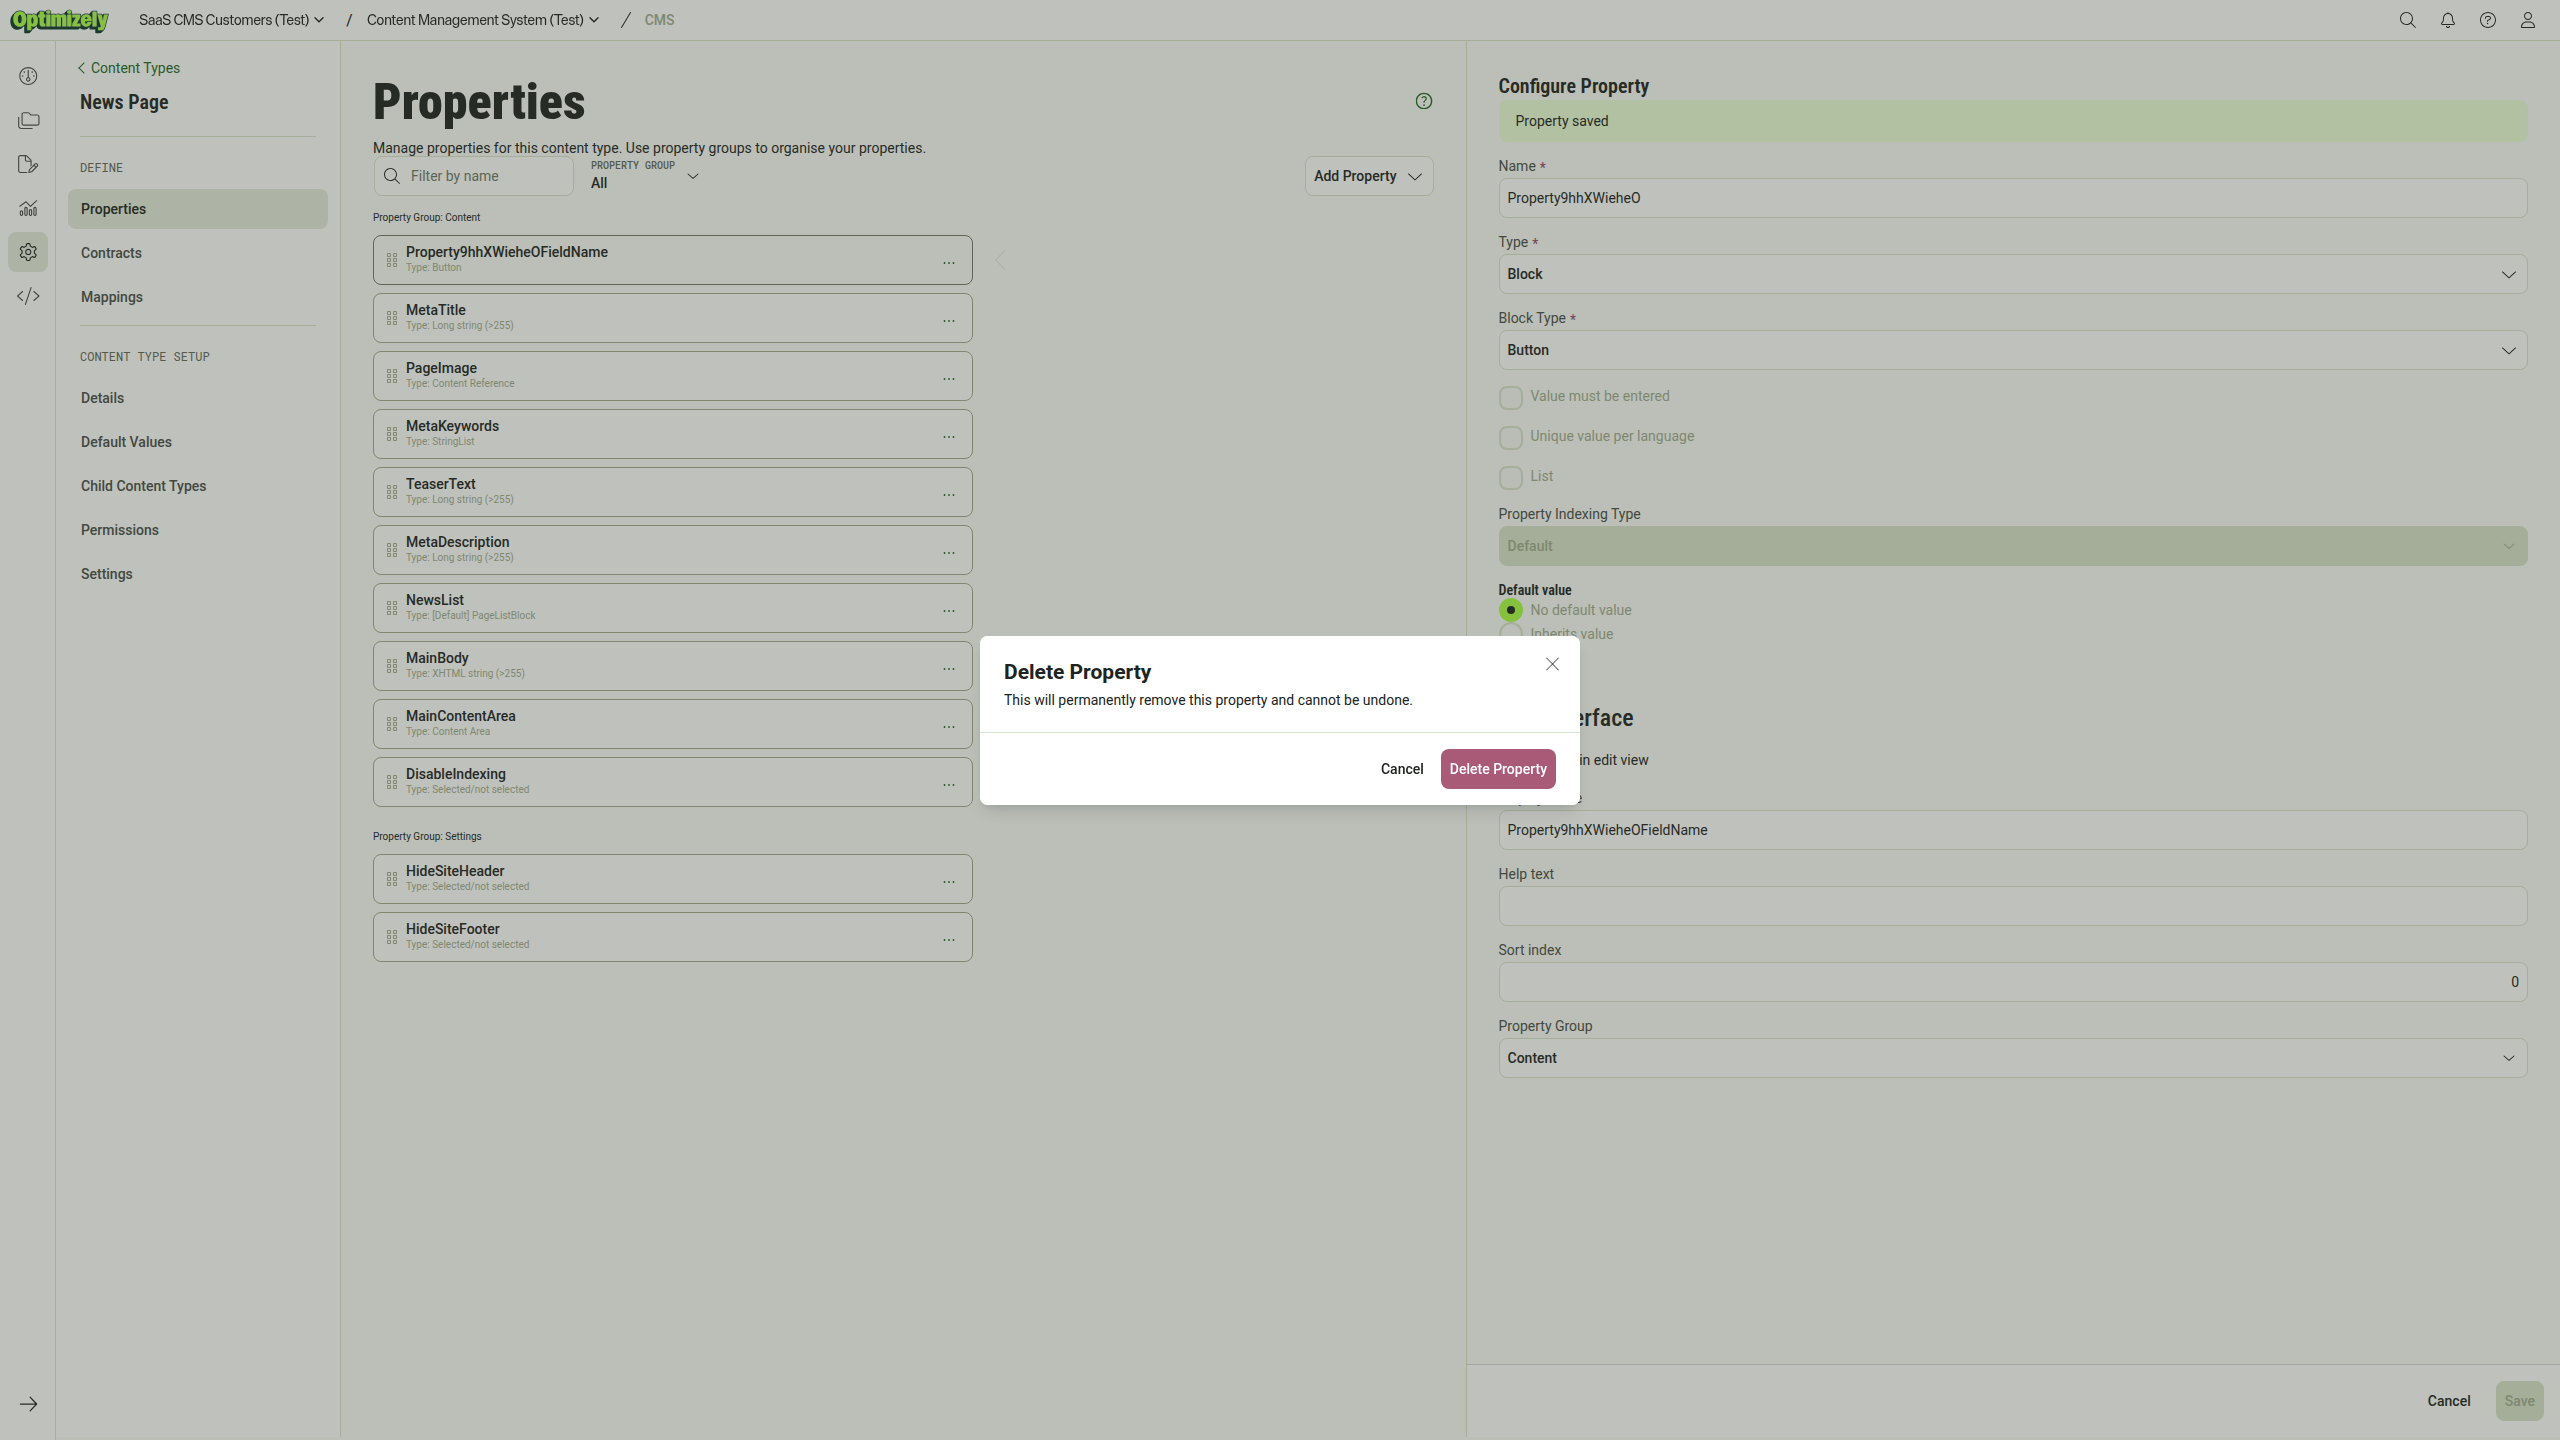 Optimizely
SaaS CMS Customers (Test) / Content Management System (Test) / CMS
Content Types
News Page
DEFINE
Properties
Contracts
Mappings
CONTENT TYPE SETUP
Details
Default Values
Child Content Types
Permissions
Settings
Properties
Manage properties for this content type. Use property groups to organise your properties.
Filter by name
PROPERTY GROUP
All
Add Property
Property Group: Content
Property9hhXWieheOFieldName
Type: Button
MetaTitle
Type: Long string (>255)
PageImage
Type: Content Reference
MetaKeywords
Type: StringList
TeaserText
Type: Long string (>255)
MetaDescription
Type: Long string (>255)
NewsList
Type: [Default] PageListBlock
MainBody
Type: XHTML string (>255)
MainContentArea
Type: Content Area
DisableIndexing
Type: Selected/not selected
Property Group: Settings
HideSiteHeader
Type: Selected/not selected
HideSiteFooter
Type: Selected/not selected
Delete Property
This will permanently remove this property and cannot be undone.
Cancel
Delete Property
Configure Property
Property saved
Name *
Property9hhXWieheO
Type *
Block
Block Type *
Button
Value must be entered
Unique value per language
List
Property Indexing Type
Default
Default value
No default value
Inherits value
erface
in edit view
Property9hhXWieheOFieldName
Help text
Sort index
0
Property Group
Content
Cancel
Save